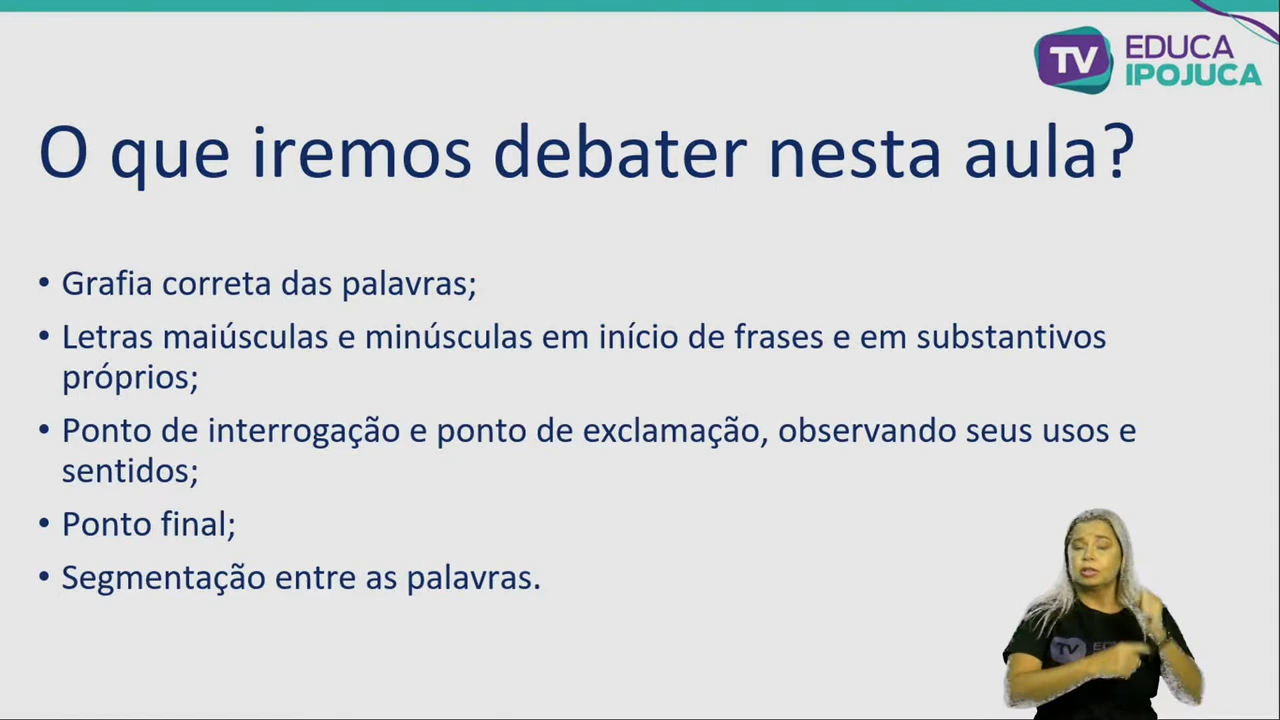 TV EDUCA
IPOJUCA
O que iremos debater nesta aula?
• Grafia correta das palavras;
• Letras maiúsculas e minúsculas em início de frases e em substantivos
próprios;
• Ponto de interrogação e ponto de exclamação, observando seus usos e
sentidos;
• Ponto final;
• Segmentação entre as palavras.
TV